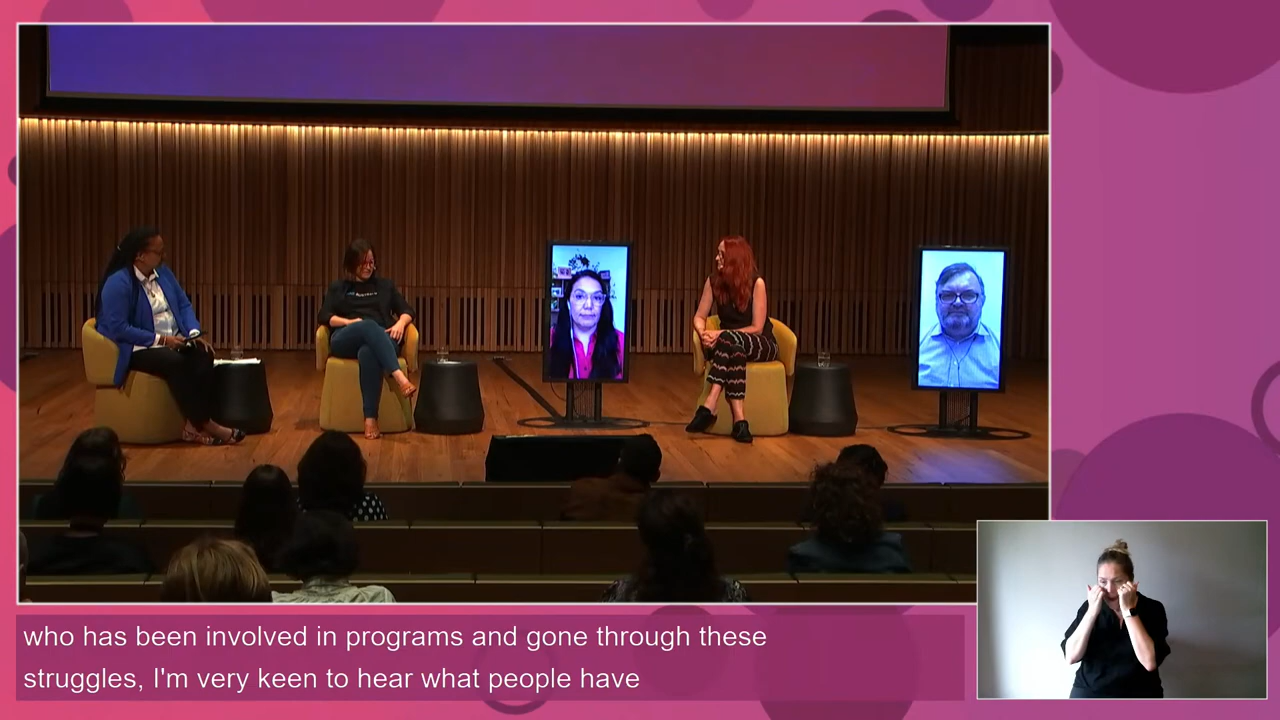 who has been involved in programs and gone through these
struggles, I'm very keen to hear what people have